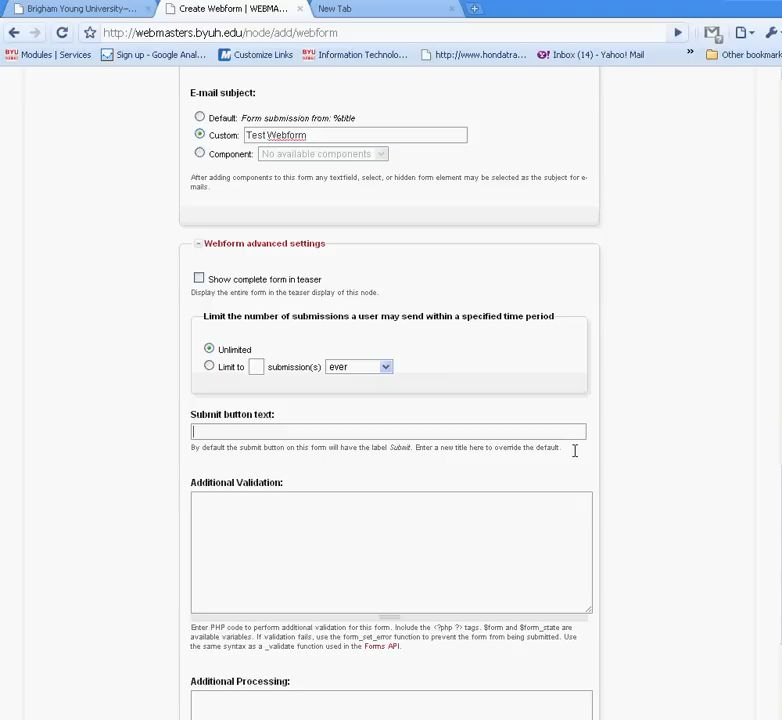 Brigham Young University–...
Create Webform | WEBMA...
New Tab
http://webmasters.byuh.edu/node/add/webform
BYU Modules | Services
Sign up - Google Anal...
Customize Links
BYU Information Technolo...
http://www.hondatra...
Inbox (14) - Yahoo! Mail
»
Other bookmark
E-mail subject:
Default: Form submission from: %title
Custom: Test Webform
Component: No available components
After adding components to this form any textfield, select, or hidden form element may be selected as the subject for e-
mails.
Webform advanced settings
Show complete form in teaser
Display the entire form in the teaser display of this node.
Limit the number of submissions a user may send within a specified time period
Unlimited
Limit to submission(s) ever
Submit button text:
By default the submit button on this form will have the label Submit. Enter a new title here to override the default.
Additional Validation:
Enter PHP code to perform additional validation for this form. Include the <?php ?> tags. $form and $form_state are
available variables. If validation fails, use the form_set_error function to prevent the form from being submitted. Use
the same syntax as a _validate function used in the Forms API.
Additional Processing: